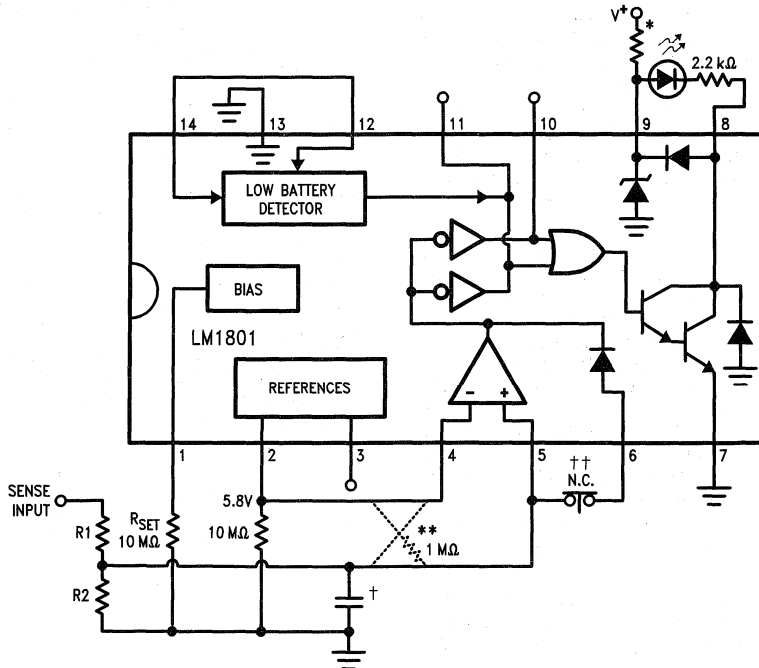 V+ *
2.2 kΩ
14 13 12 11 10 9 8
LOW BATTERY
DETECTOR
BIAS
LM1801
REFERENCES
- +
1 2 3 4 5 6 7
††
N.C.
SENSE
INPUT
5.8V
R1
RSET
10 MΩ
10 MΩ
**
1 MΩ
R2
†